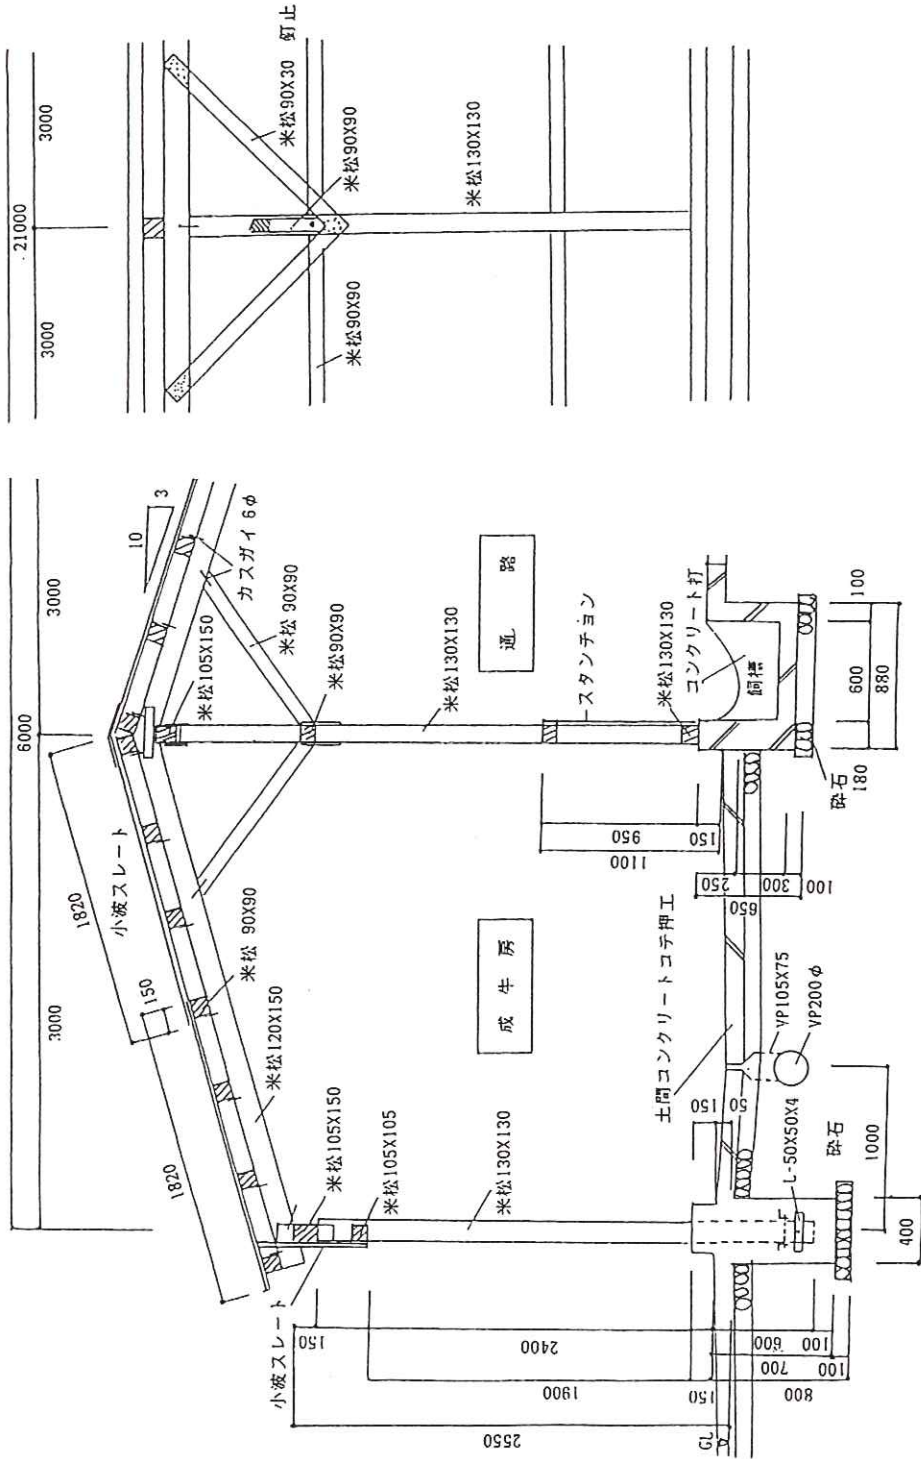 3000
21000
3000
米松90X30 釘止
米松90X90
米松130X130
米松90X90
3000
6000
3000
10
3
カスガイ6φ
米松105X150
米松 90X90
米松90X90
米松130X130
スタンチョン
米松130X130
コンクリート打
通路
飼槽
100
600
880
砕石
180
小波スレート
1820
150
1820
米松 90X90
米松120X150
米松105X150
米松105X105
米松130X130
小波スレート
成牛房
950
150
1100
250
300
100
650
土間コンクリートコテ押工
VP105X75
VP200φ
150
50
砕石
1000
L-50X50X4
400
150
2400
600
100
1900
150
700
100
800
2550
GL